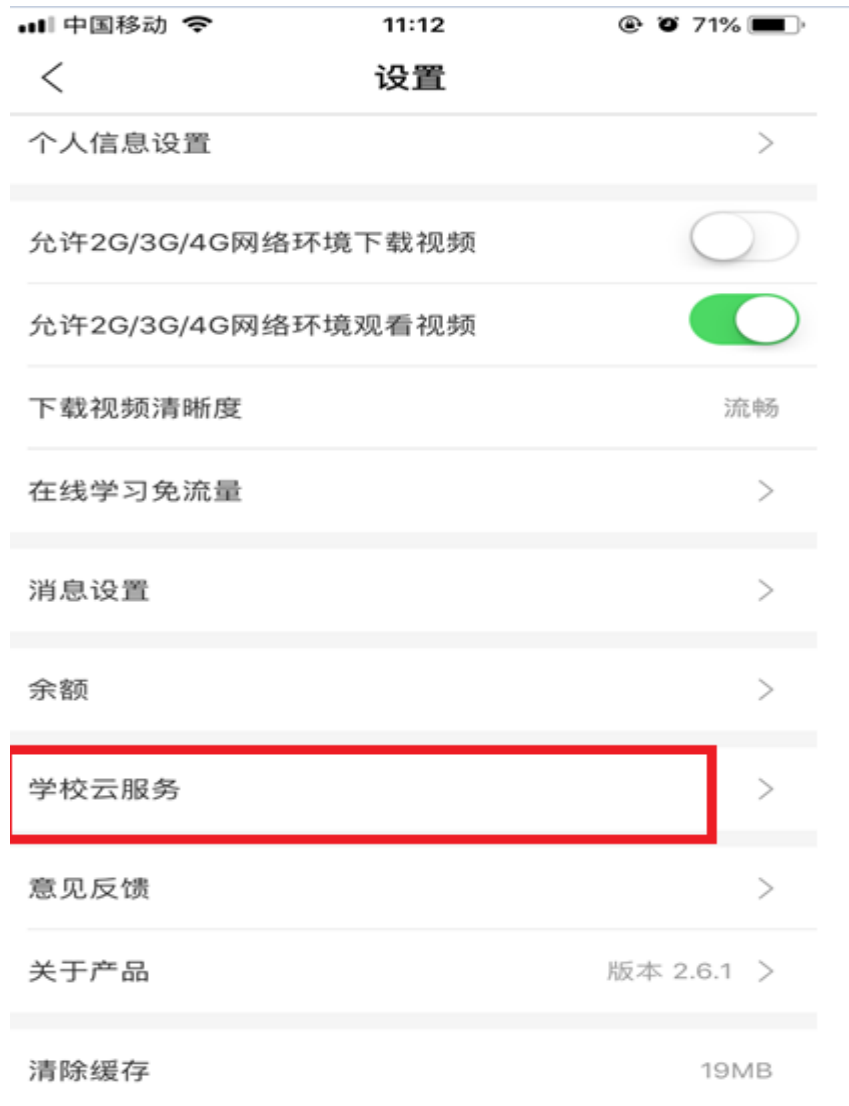 中国移动 11:12 71%
设置
个人信息设置
允许2G/3G/4G网络环境下载视频
允许2G/3G/4G网络环境观看视频
下载视频清晰度 流畅
在线学习免流量
消息设置
余额
学校云服务
意见反馈
关于产品 版本 2.6.1
清除缓存 19MB